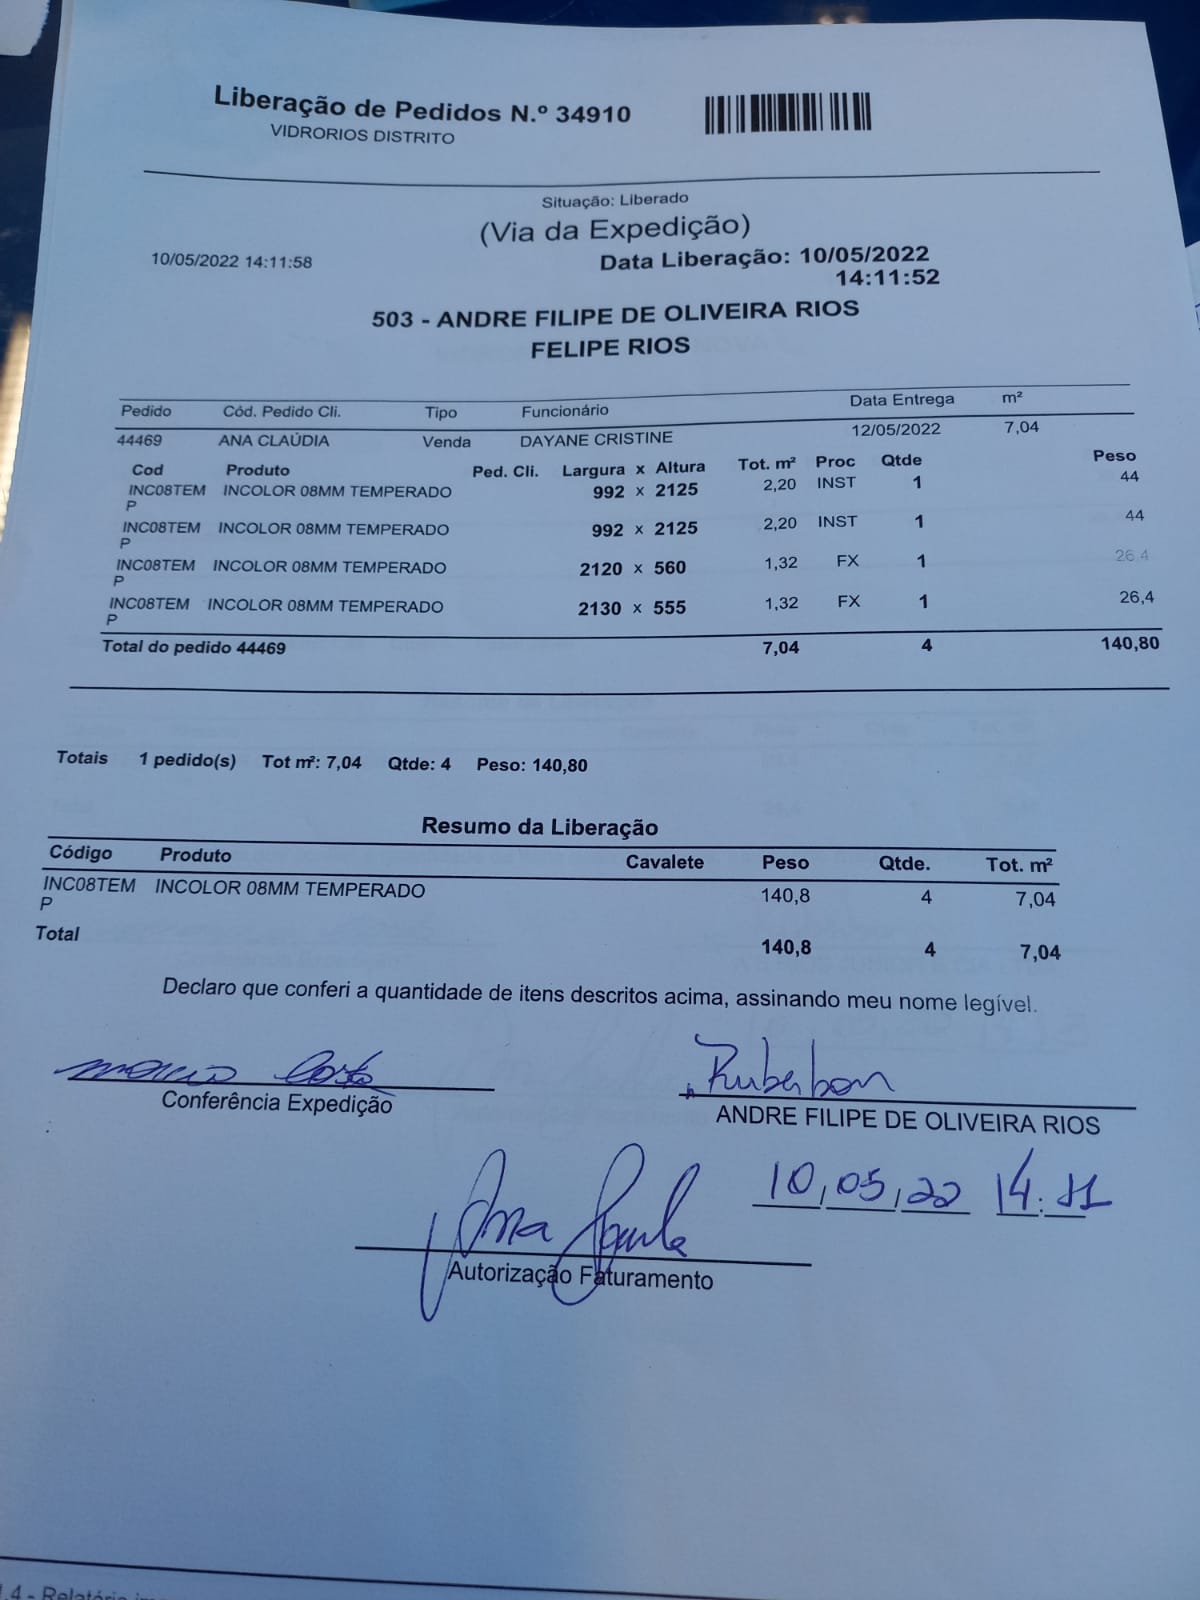 Liberação de Pedidos N.º 34910
VIDRORIOS DISTRITO
Situação: Liberado
(Via da Expedição)
10/05/2022 14:11:58
Data Liberação: 10/05/2022
14:11:52
503 - ANDRE FILIPE DE OLIVEIRA RIOS
FELIPE RIOS
Pedido Cód. Pedido Cli. Tipo Funcionário Data Entrega m²
44469 ANA CLAÚDIA Venda DAYANE CRISTINE 12/05/2022 7,04
Cod Produto Ped. Cli. Largura x Altura Tot. m² Proc Qtde Peso
INC08TEM INCOLOR 08MM TEMPERADO 992 x 2125 2,20 INST 1 44
P
INC08TEM INCOLOR 08MM TEMPERADO 992 x 2125 2,20 INST 1 44
P
INC08TEM INCOLOR 08MM TEMPERADO 2120 x 560 1,32 FX 1 26,4
P
INC08TEM INCOLOR 08MM TEMPERADO 2130 x 555 1,32 FX 1 26,4
P
Total do pedido 44469 7,04 4 140,80
Totais 1 pedido(s) Tot m²: 7,04 Qtde: 4 Peso: 140,80
Resumo da Liberação
Código Produto Cavalete Peso Qtde. Tot. m²
INC08TEM INCOLOR 08MM TEMPERADO 140,8 4 7,04
P
Total 140,8 4 7,04
Declaro que conferi a quantidade de itens descritos acima, assinando meu nome legível.
Costa
Conferência Expedição
ANDRE FILIPE DE OLIVEIRA RIOS
10,05,22 14:11
Ana
Autorização Faturamento
.4 - Relatório